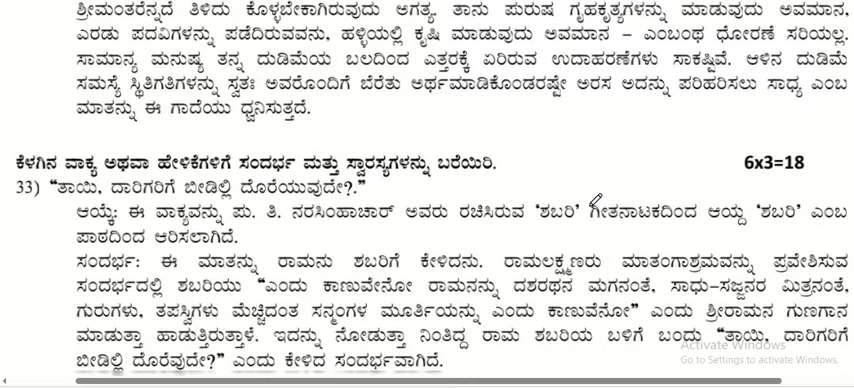 ಶ್ರೀಮಂತರೆನ್ನದೆ ತಿಳಿದು ಕೊಳ್ಳಬೇಕಾಗಿರುವುದು ಅಗತ್ಯ. ತಾನು ಪುರುಷ ಗೃಹಕೃತ್ಯಗಳನ್ನು ಮಾಡುವುದು ಅವಮಾನ,
ಎರಡು ಪದವಿಗಳನ್ನು ಪಡೆದಿರುವವನು, ಹಳ್ಳಿಯಲ್ಲಿ ಕೃಷಿ ಮಾಡುವುದು ಅವಮಾನ – ಎಂಬಂಥ ಧೋರಣೆ ಸರಿಯಲ್ಲ.
ಸಾಮಾನ್ಯ ಮನುಷ್ಯ ತನ್ನ ದುಡಿಮೆಯ ಬಲದಿಂದ ಎತ್ತರಕ್ಕೆ ಏರಿರುವ ಉದಾಹರಣೆಗಳು ಸಾಕಷ್ಟಿವೆ. ಆಳಿನ ದುಡಿಮೆ
ಸಮಸ್ಯೆ ಸ್ಥಿತಿಗತಿಗಳನ್ನು ಸ್ವತಃ ಅವರೊಂದಿಗೆ ಬೆರೆತು ಅರ್ಥಮಾಡಿಕೊಂಡರಷ್ಟೇ ಅರಸ ಅದನ್ನು ಪರಿಹರಿಸಲು ಸಾಧ್ಯ ಎಂಬ
ಮಾತನ್ನು ಈ ಗಾದೆಯು ಧ್ವನಿಸುತ್ತದೆ.
ಕೆಳಗಿನ ವಾಕ್ಯ ಅಥವಾ ಹೇಳಿಕೆಗಳಿಗೆ ಸಂದರ್ಭ ಮತ್ತು ಸ್ವಾರಸ್ಯಗಳನ್ನು ಬರೆಯಿರಿ. 6x3=18
33) “ತಾಯಿ, ದಾರಿಗರಿಗೆ ಬೀಡಿಲ್ಲಿ ದೊರೆಯುವುದೇ?.”
ಆಯ್ಕೆ: ಈ ವಾಕ್ಯವನ್ನು ಪು. ತಿ. ನರಸಿಂಹಾಚಾರ್ ಅವರು ರಚಿಸಿರುವ ‘ಶಬರಿ’ ಗೀತನಾಟಕದಿಂದ ಆಯ್ದ ‘ಶಬರಿ’ ಎಂಬ
ಪಾಠದಿಂದ ಆರಿಸಲಾಗಿದೆ.
ಸಂದರ್ಭ: ಈ ಮಾತನ್ನು ರಾಮನು ಶಬರಿಗೆ ಕೇಳಿದನು. ರಾಮಲಕ್ಷ್ಮಣರು ಮಾತಂಗಾಶ್ರಮವನ್ನು ಪ್ರವೇಶಿಸುವ
ಸಂದರ್ಭದಲ್ಲಿ ಶಬರಿಯು “ಎಂದು ಕಾಣುವೇನೋ ರಾಮನನ್ನು ದಶರಥನ ಮಗನಂತೆ, ಸಾಧು–ಸಜ್ಜನರ ಮಿತ್ರನಂತೆ,
ಗುರುಗಳು, ತಪಸ್ವಿಗಳು ಮೆಚ್ಚಿದಂತ ಸನ್ಮಂಗಳ ಮೂರ್ತಿಯನ್ನು ಎಂದು ಕಾಣುವೆನೋ” ಎಂದು ಶ್ರೀರಾಮನ ಗುಣಗಾನ
ಮಾಡುತ್ತಾ ಹಾಡುತ್ತಿರುತ್ತಾಳೆ. ಇದನ್ನು ನೋಡುತ್ತಾ ನಿಂತಿದ್ದ ರಾಮ ಶಬರಿಯ ಬಳಿಗೆ ಬಂದು “ತಾಯಿ, ದಾರಿಗರಿಗೆ
Activate Windows
ಬೀಡಿಲ್ಲಿ ದೊರೆವುದೇ?” ಎಂದು ಕೇಳಿದ ಸಂದರ್ಭವಾಗಿದೆ.
Go to Settings to activate Windows.